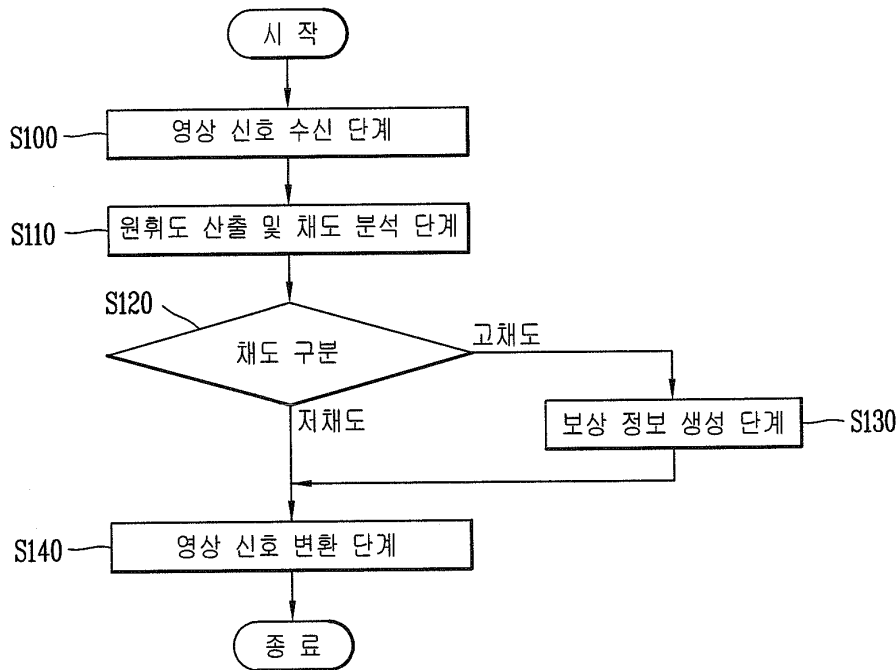 시 작
S100
영상 신호 수신 단계
S110
원휘도 산출 및 채도 분석 단계
S120
채도 구분
고채도
저채도
보상 정보 생성 단계
S130
S140
영상 신호 변환 단계
종 료